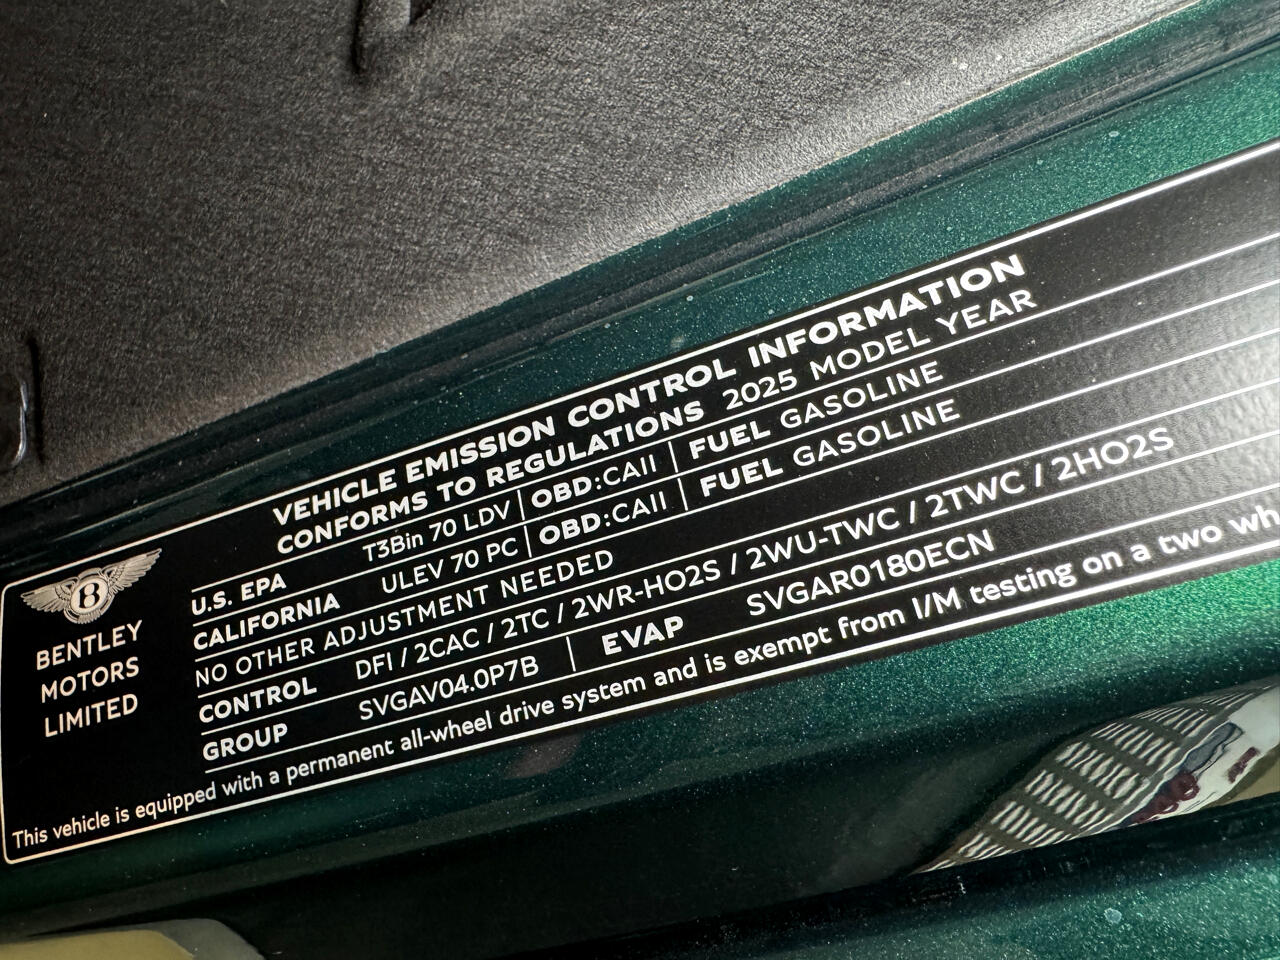 VEHICLE EMISSION CONTROL INFORMATION
CONFORMS TO REGULATIONS 2025 MODEL YEAR
U.S. EPA T3Bin 70 LDV | OBD:CAII | FUEL GASOLINE
CALIFORNIA ULEV 70 PC | OBD:CAII | FUEL GASOLINE
NO OTHER ADJUSTMENT NEEDED
CONTROL DFI / 2CAC / 2TC / 2WR-HO2S / 2WU-TWC / 2TWC / 2HO2S
GROUP SVGAV04.0P7B | EVAP SVGAR0180ECN
This vehicle is equipped with a permanent all-wheel drive system and is exempt from I/M testing on a two wh
B
BENTLEY
MOTORS
LIMITED